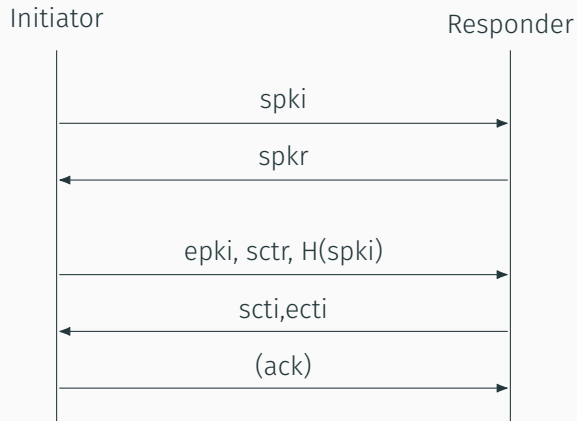 Initiator
Responder
spki
spkr
epki, sctr, H(spki)
scti,ecti
(ack)